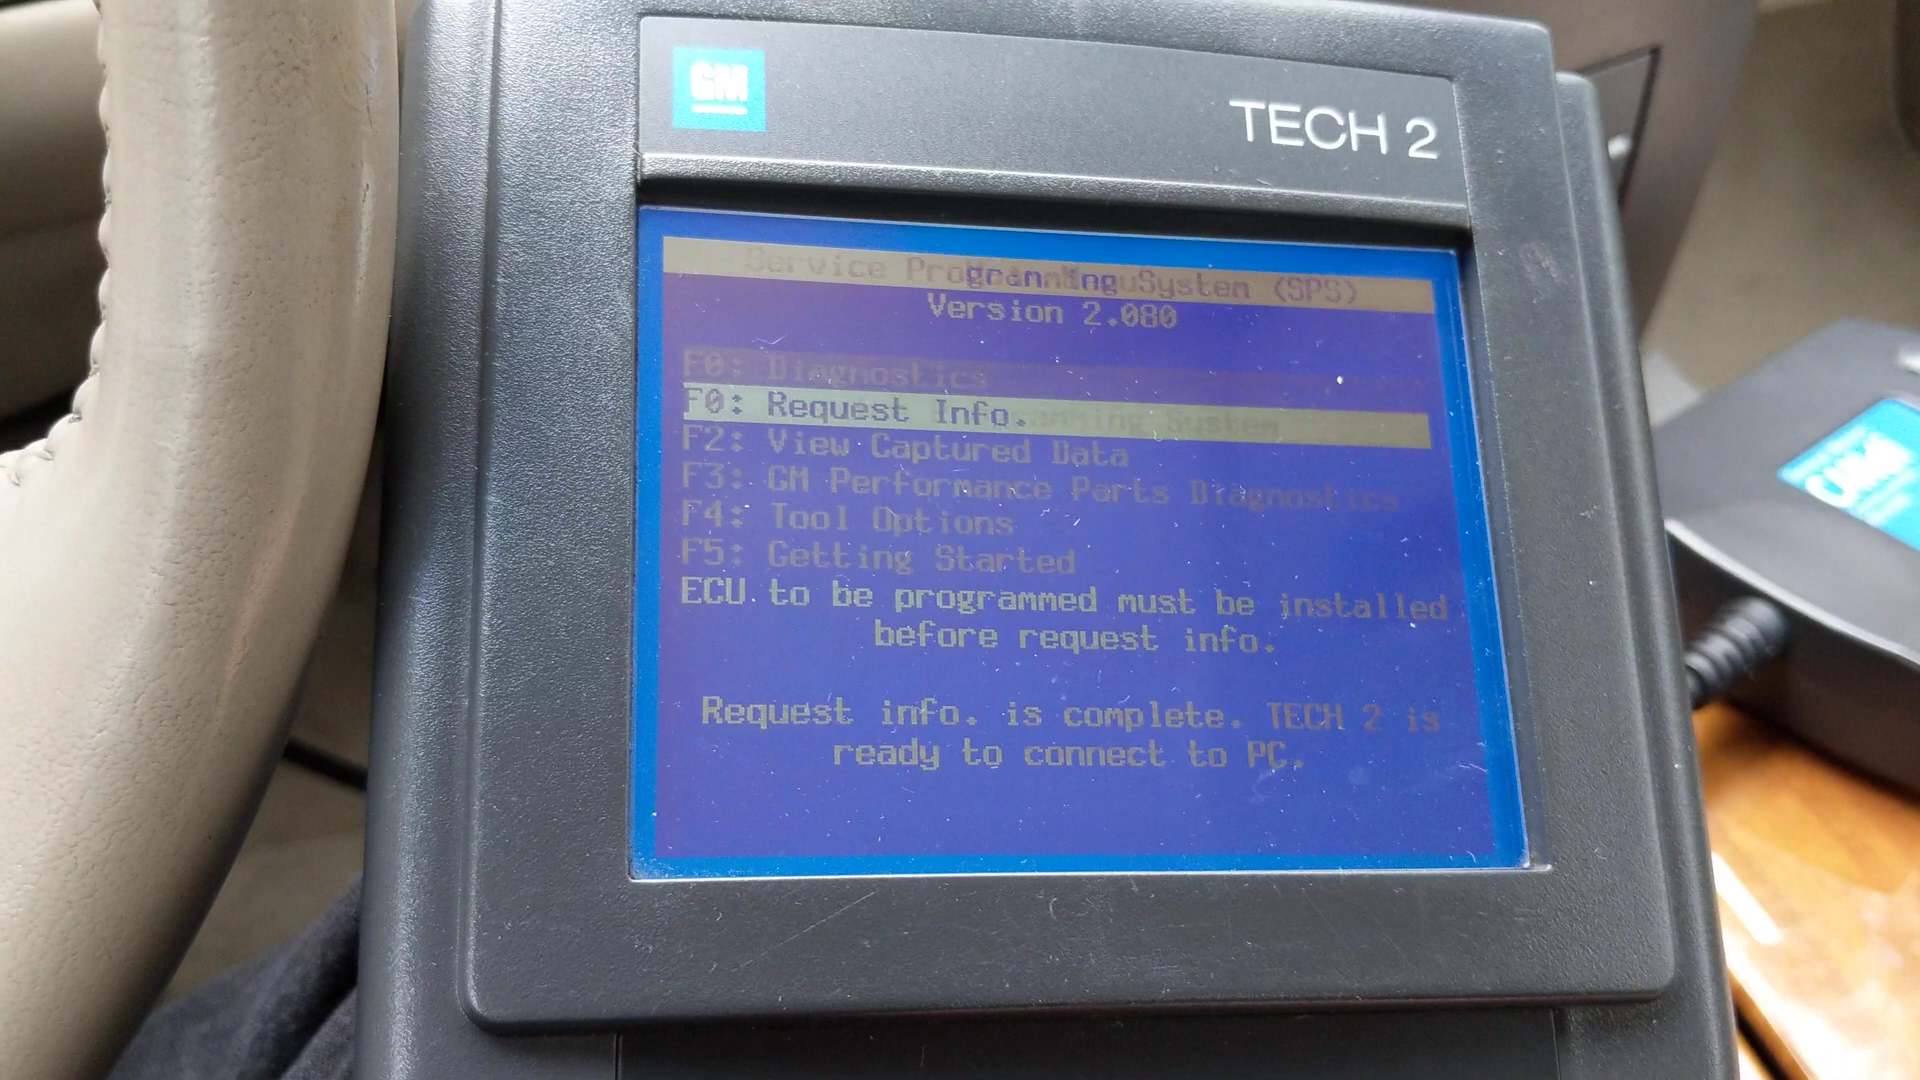 GM
TECH 2
Service Programming System (SPS)
Version 2.080
F0: Diagnostics
F0: Request Info.
F2: View Captured Data
F3: GM Performance Parts Diagnostics
F4: Tool Options
F5: Getting Started
ECU to be programmed must be installed
before request info.
Request info. is complete. TECH 2 is
ready to connect to PC.
CANdi